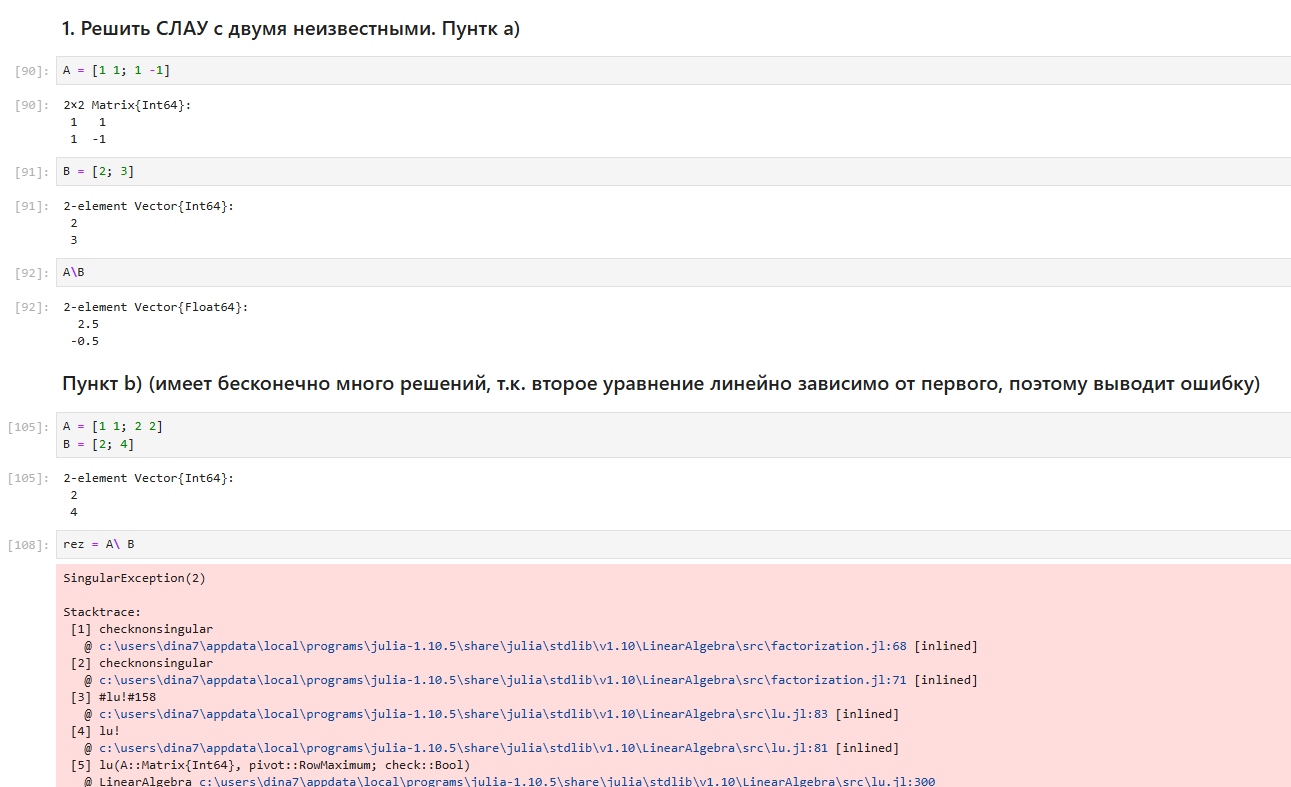 1. Решить СЛАУ с двумя неизвестными. Пунтк a)
[90]: A = [1 1; 1 -1]
[90]: 2×2 Matrix{Int64}:
1 1
1 -1
[91]: B = [2; 3]
[91]: 2-element Vector{Int64}:
2
3
[92]: A\B
[92]: 2-element Vector{Float64}:
2.5
-0.5
Пункт b) (имеет бесконечно много решений, т.к. второе уравнение линейно зависимо от первого, поэтому выводит ошибку)
[105]: A = [1 1; 2 2]
B = [2; 4]
[105]: 2-element Vector{Int64}:
2
4
[108]: rez = A\ B
SingularException(2)
Stacktrace:
[1] checknonsingular
@ c:\users\dina7\appdata\local\programs\julia-1.10.5\share\julia\stdlib\v1.10\LinearAlgebra\src\factorization.jl:68 [inlined]
[2] checknonsingular
@ c:\users\dina7\appdata\local\programs\julia-1.10.5\share\julia\stdlib\v1.10\LinearAlgebra\src\factorization.jl:71 [inlined]
[3] #lu!#158
@ c:\users\dina7\appdata\local\programs\julia-1.10.5\share\julia\stdlib\v1.10\LinearAlgebra\src\lu.jl:83 [inlined]
[4] lu!
@ c:\users\dina7\appdata\local\programs\julia-1.10.5\share\julia\stdlib\v1.10\LinearAlgebra\src\lu.jl:81 [inlined]
[5] lu(A::Matrix{Int64}, pivot::RowMaximum; check::Bool)
@ LinearAlgebra c:\users\dina7\appdata\local\programs\julia-1.10.5\share\julia\stdlib\v1.10\LinearAlgebra\src\lu.jl:300